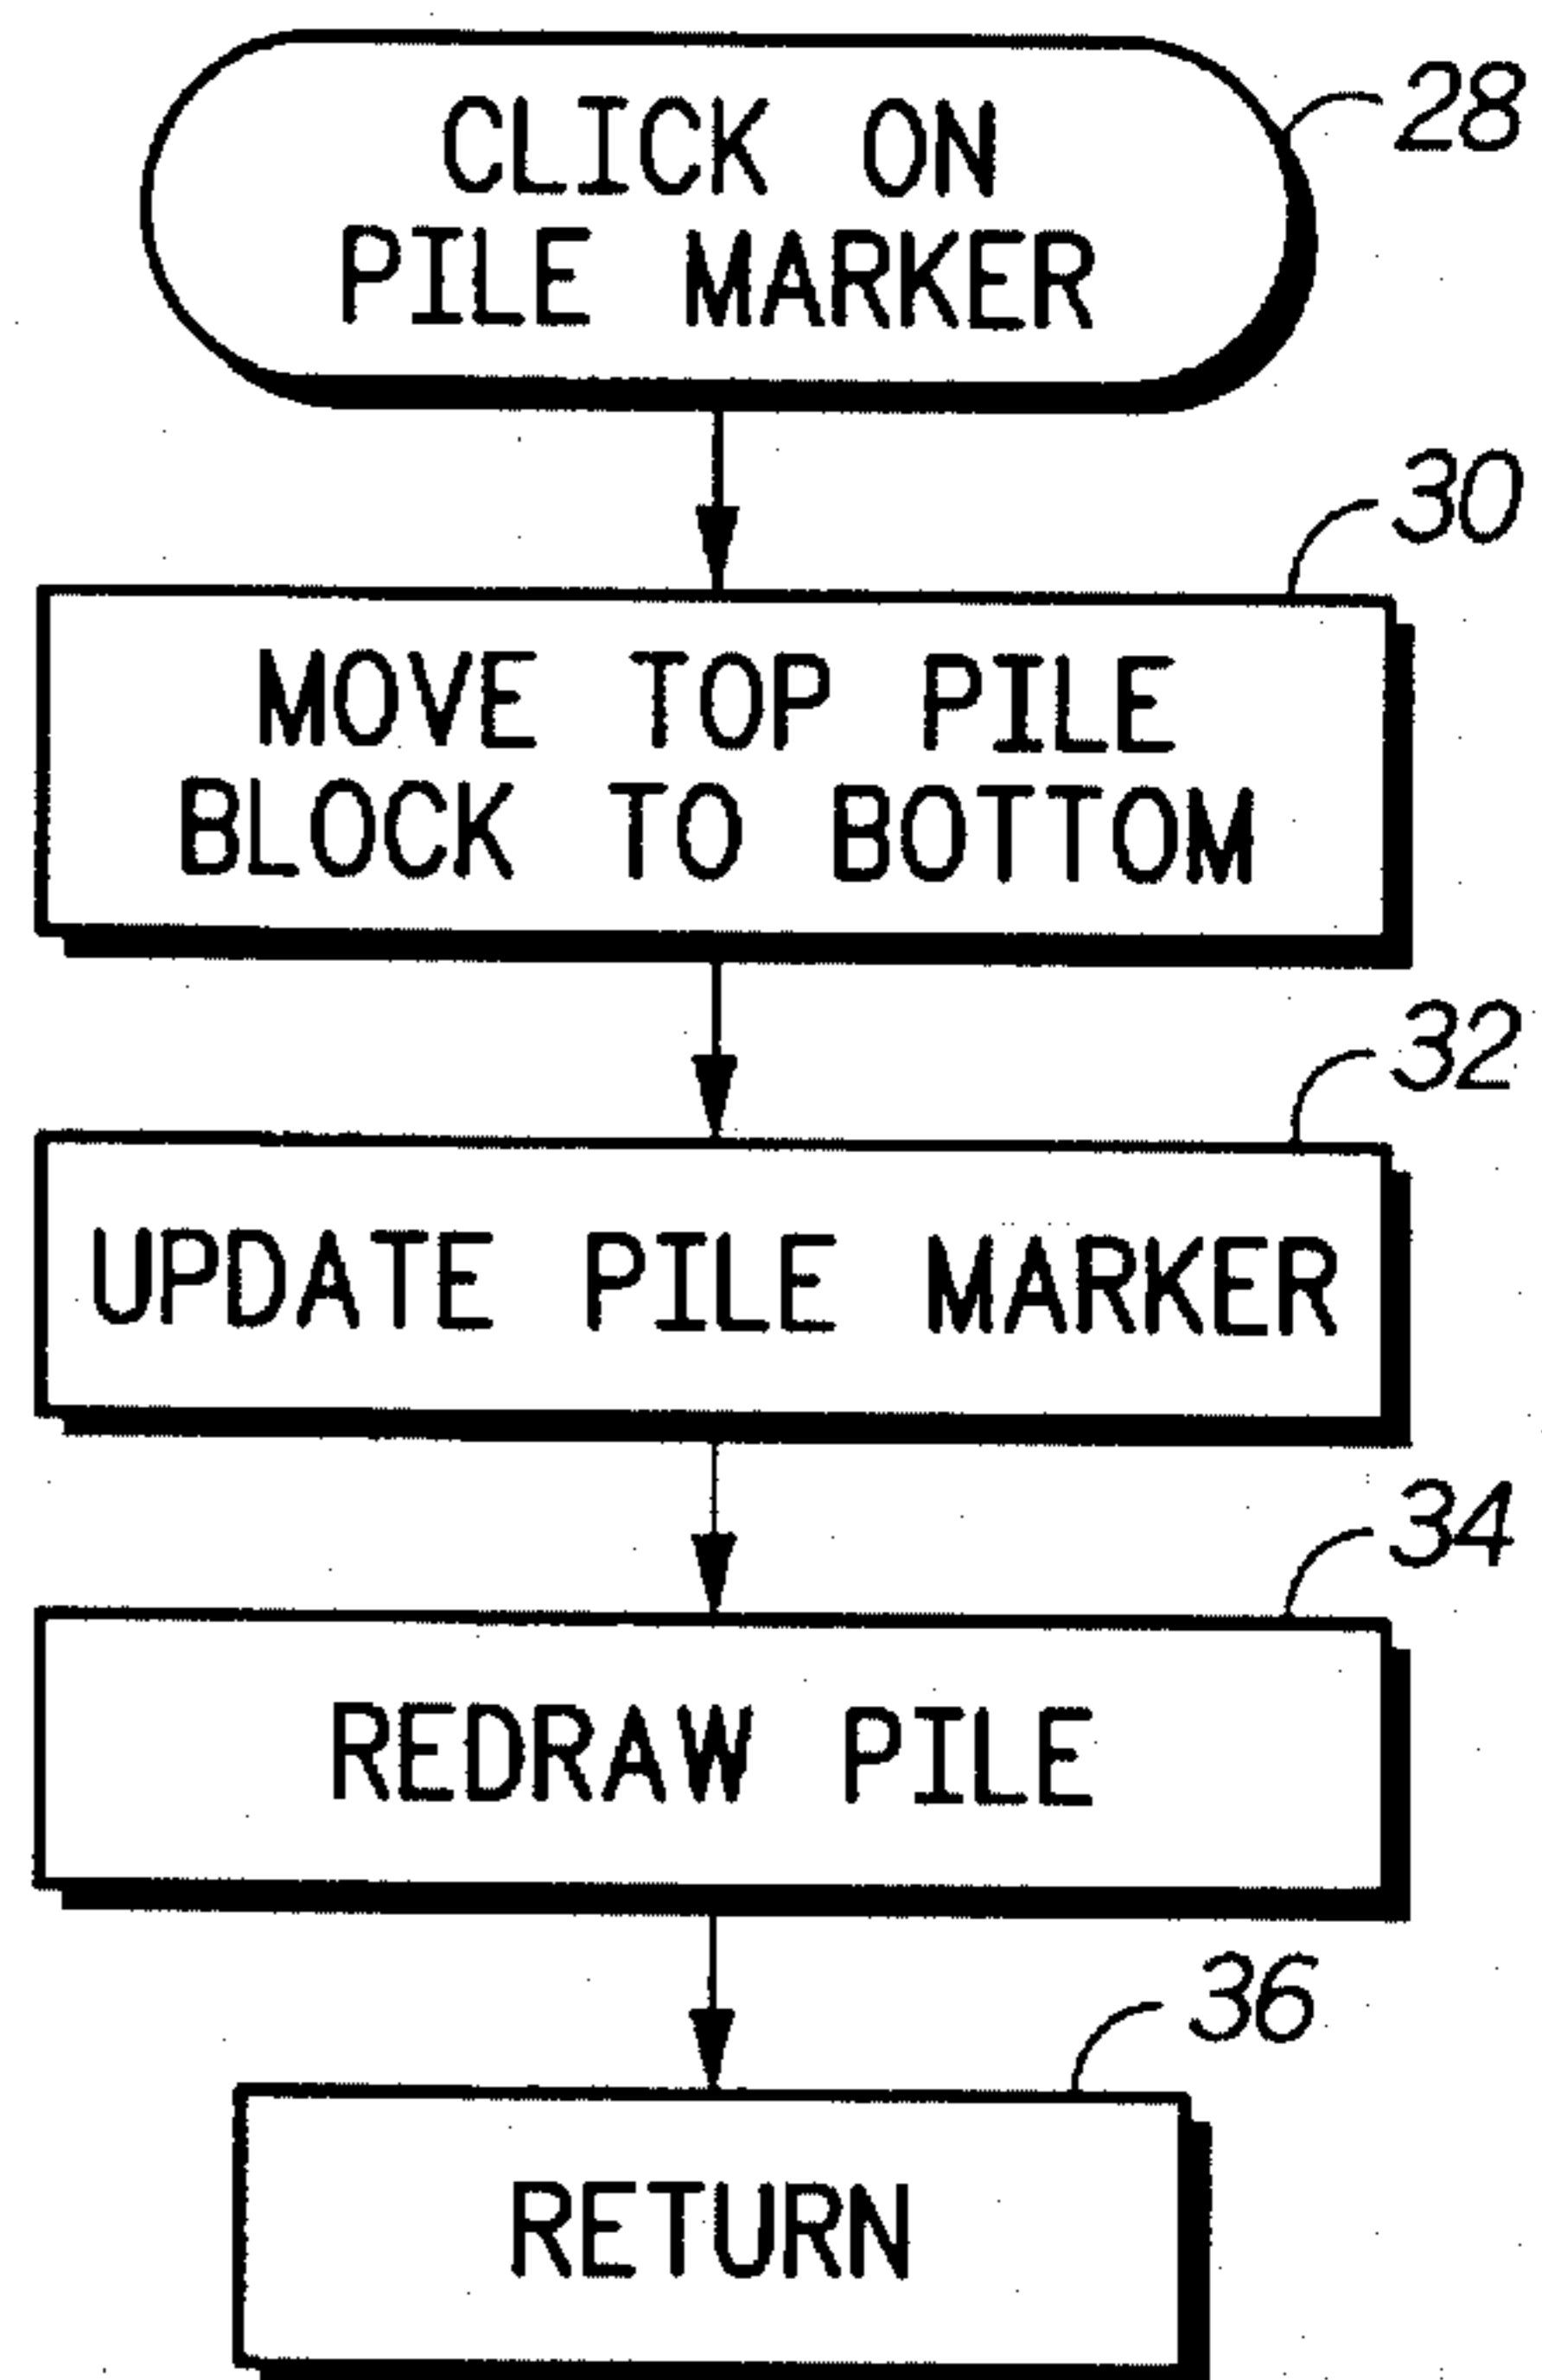 CLICK ON
PILE MARKER
28
30
MOVE TOP PILE
BLOCK TO BOTTOM
32
UPDATE PILE MARKER
34
REDRAW PILE
36
RETURN